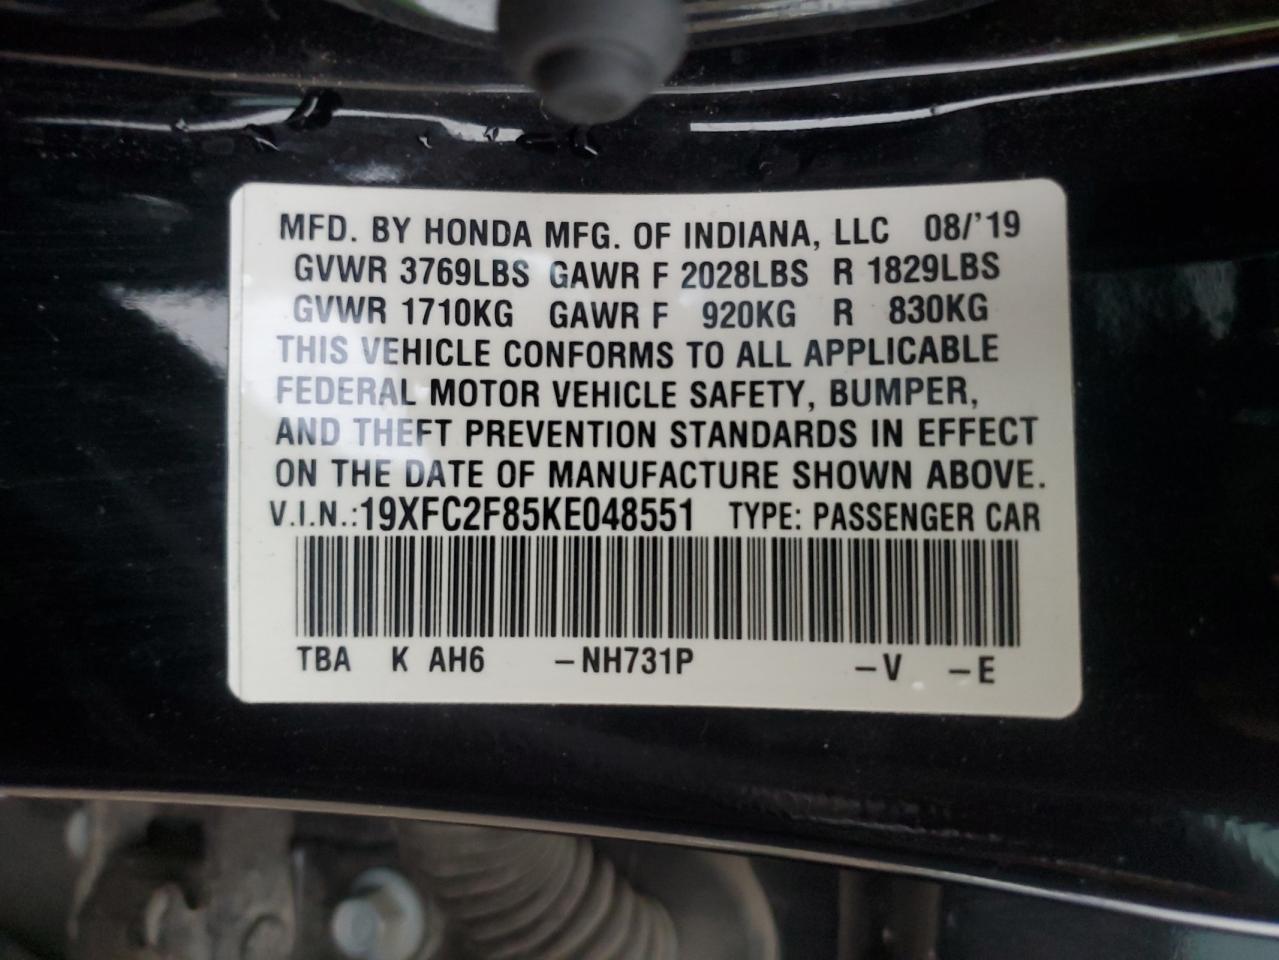 MFD. BY HONDA MFG. OF INDIANA, LLC 08/'19
GVWR 3769LBS GAWR F 2028LBS R 1829LBS
GVWR 1710KG GAWR F 920KG R 830KG
THIS VEHICLE CONFORMS TO ALL APPLICABLE
FEDERAL MOTOR VEHICLE SAFETY, BUMPER,
AND THEFT PREVENTION STANDARDS IN EFFECT
ON THE DATE OF MANUFACTURE SHOWN ABOVE.
V.I.N.:19XFC2F85KE048551 TYPE: PASSENGER CAR
TBA K AH6 –NH731P –V –E